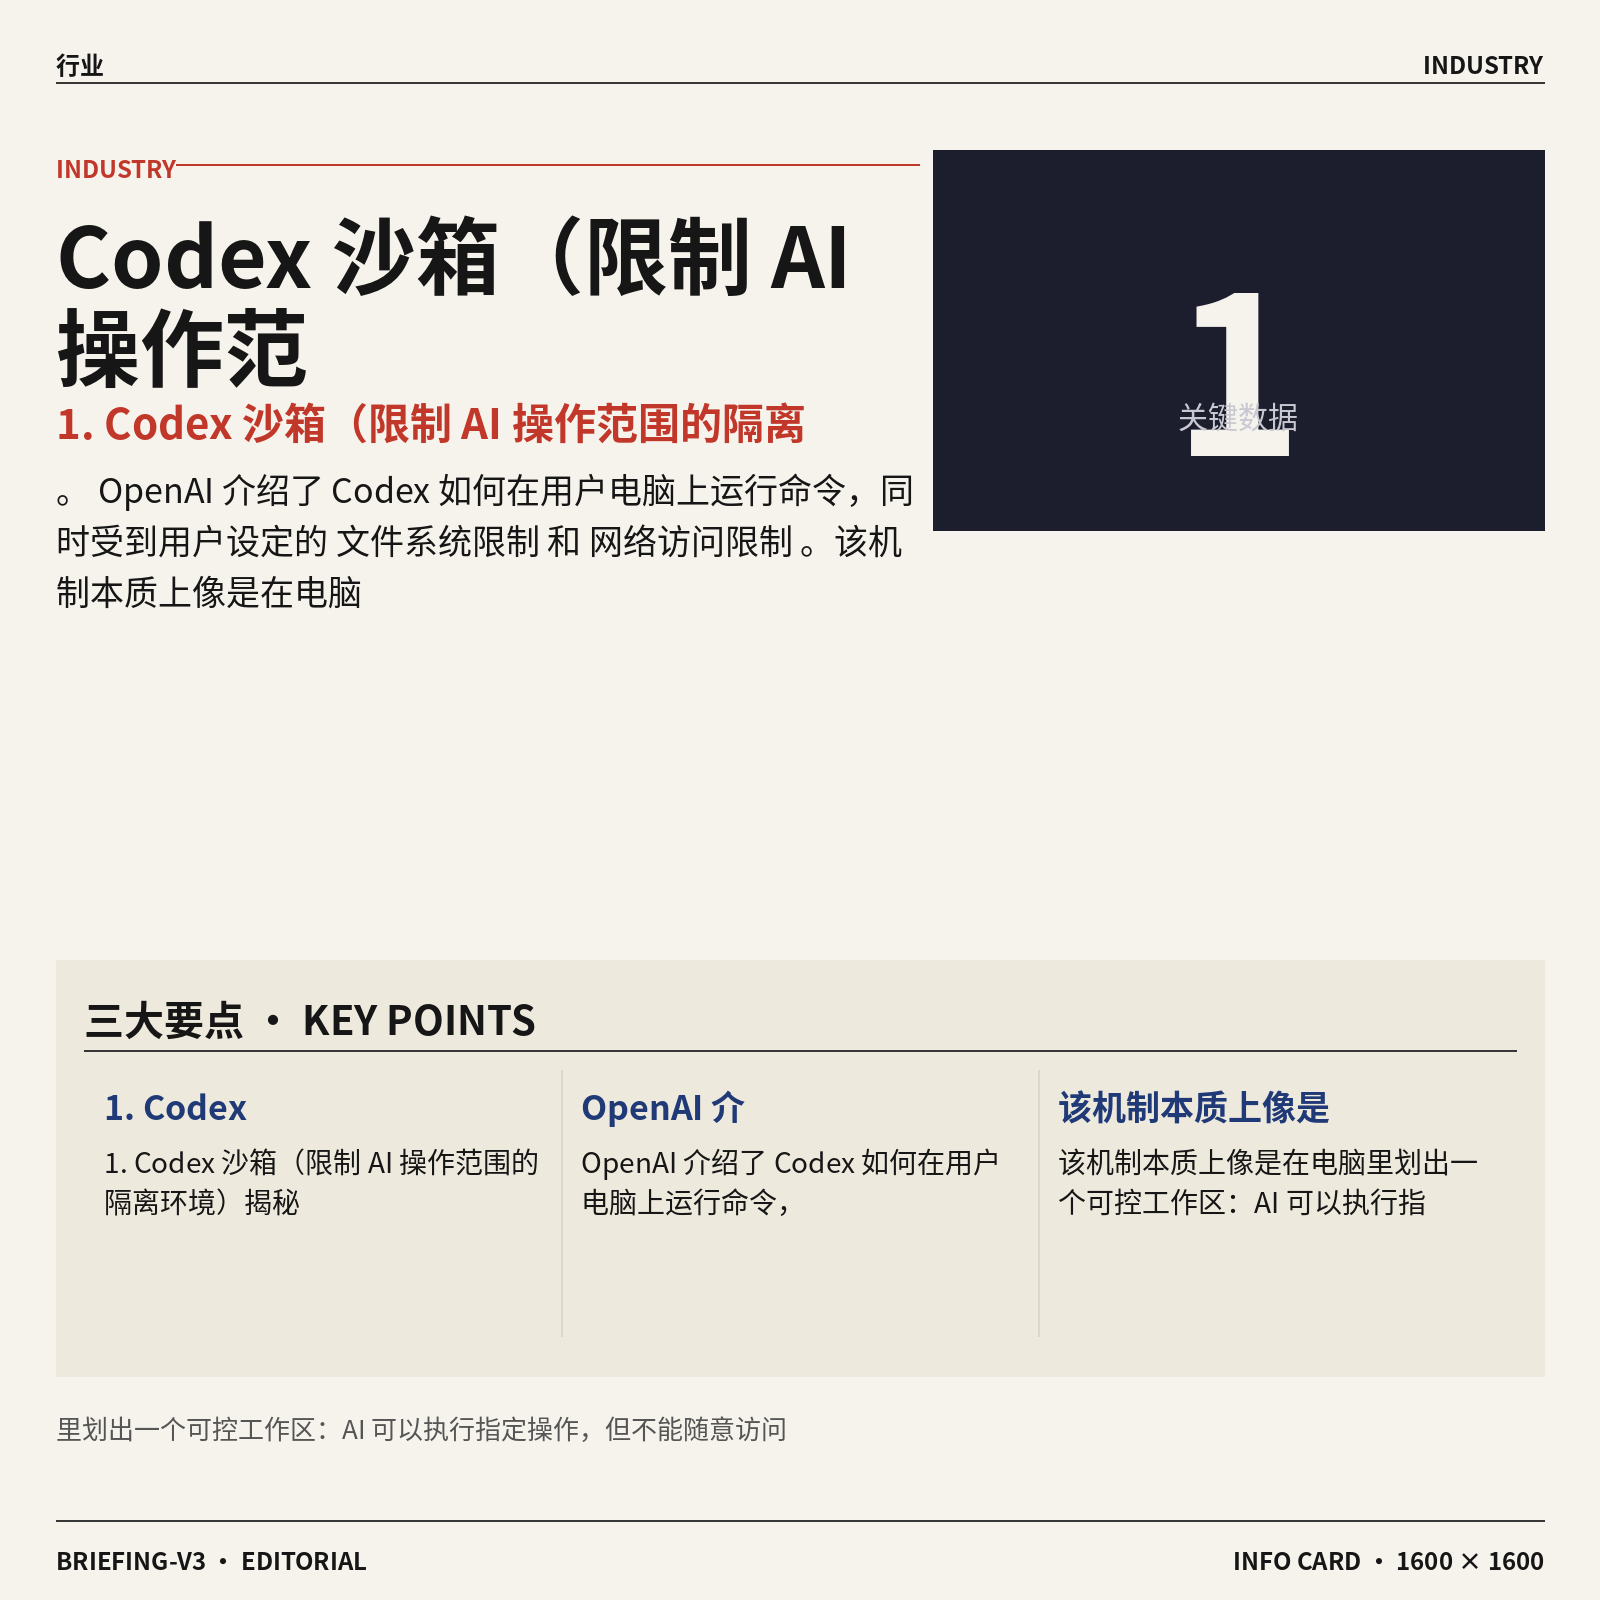 行业
INDUSTRY
INDUSTRY
Codex 沙箱（限制 AI
操作范
1. Codex 沙箱（限制 AI 操作范围的隔离
。 OpenAI 介绍了 Codex 如何在用户电脑上运行命令，同
时受到用户设定的 文件系统限制 和 网络访问限制 。该机
制本质上像是在电脑
1
关键数据
三大要点 · KEY POINTS
1. Codex
1. Codex 沙箱（限制 AI 操作范围的
隔离环境）揭秘
OpenAI 介
OpenAI 介绍了 Codex 如何在用户
电脑上运行命令，
该机制本质上像是
该机制本质上像是在电脑里划出一
个可控工作区：AI 可以执行指
里划出一个可控工作区：AI 可以执行指定操作，但不能随意访问
BRIEFING-V3 · EDITORIAL
INFO CARD · 1600 × 1600